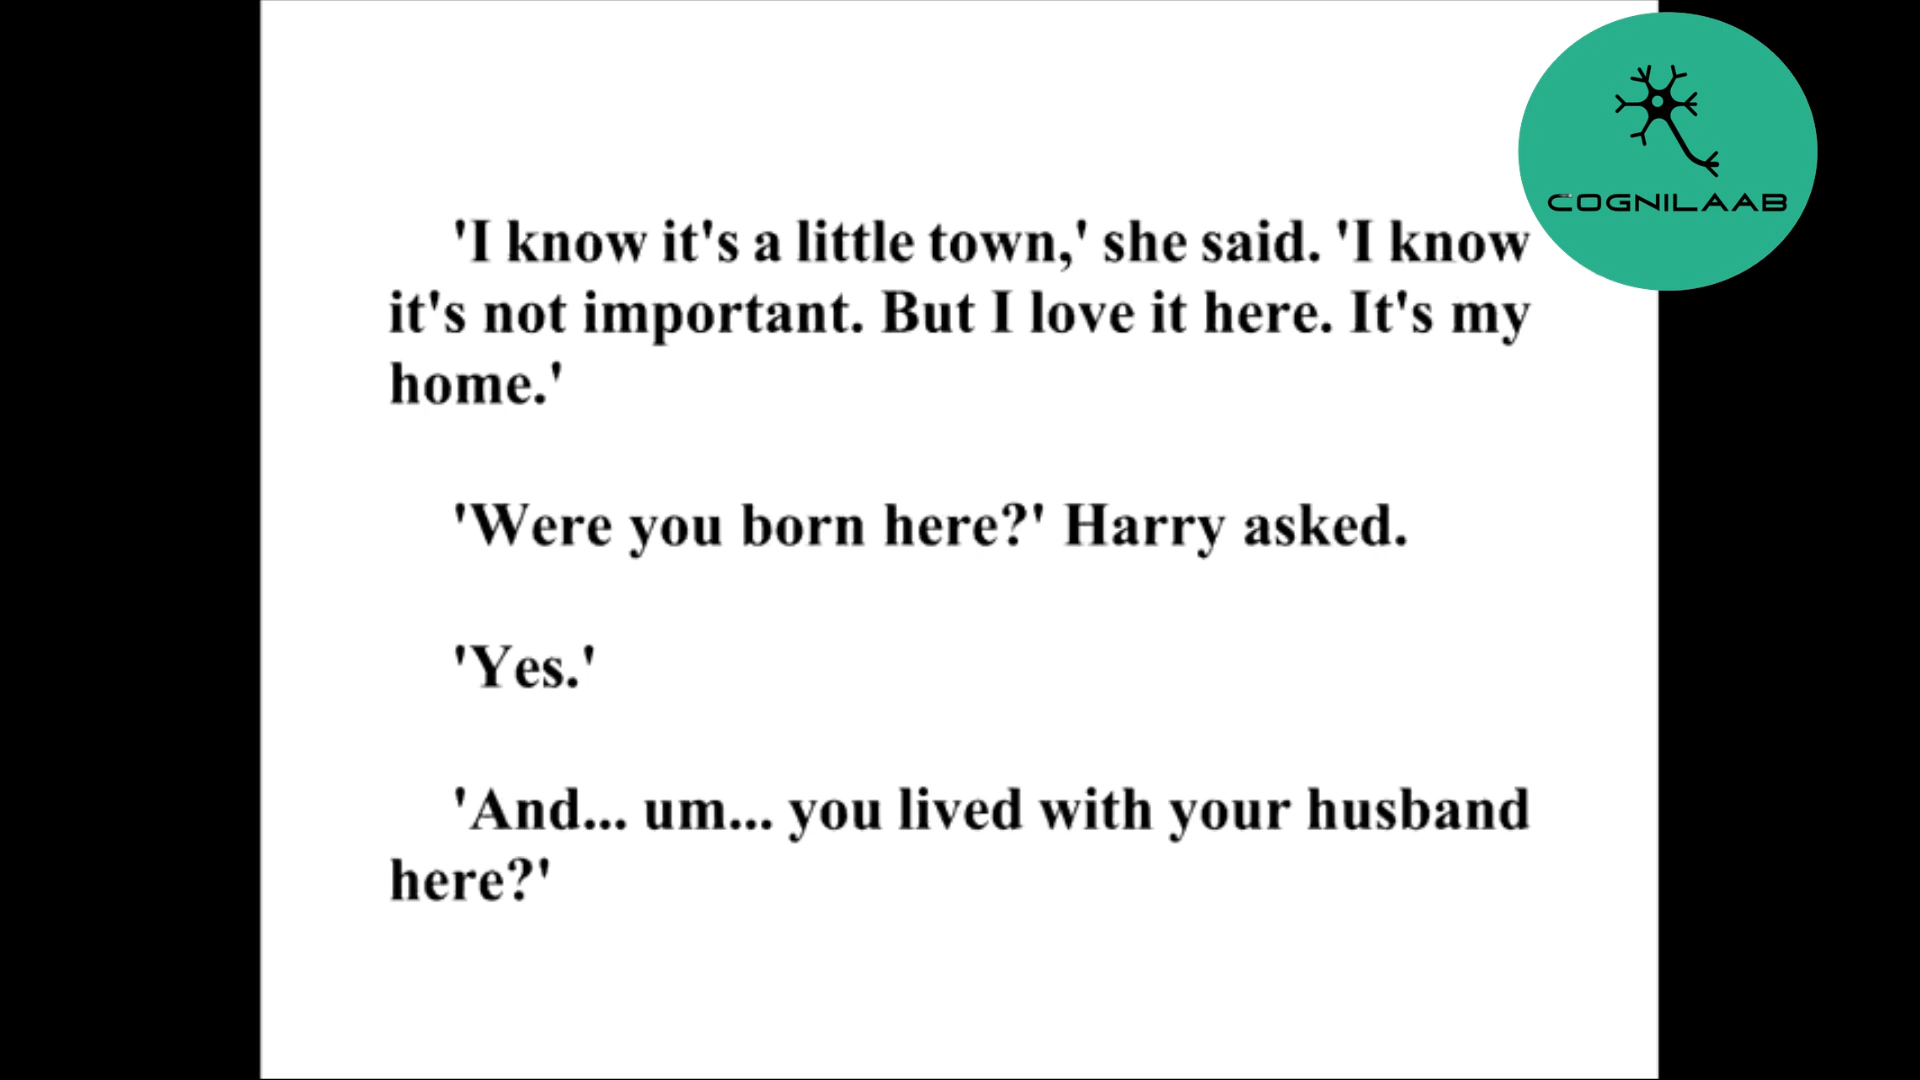 COGNILAAB
'I know it's a little town,' she said. 'I know
it's not important. But I love it here. It's my
home.'
'Were you born here?' Harry asked.
'Yes.'
'And... um... you lived with your husband
here?'